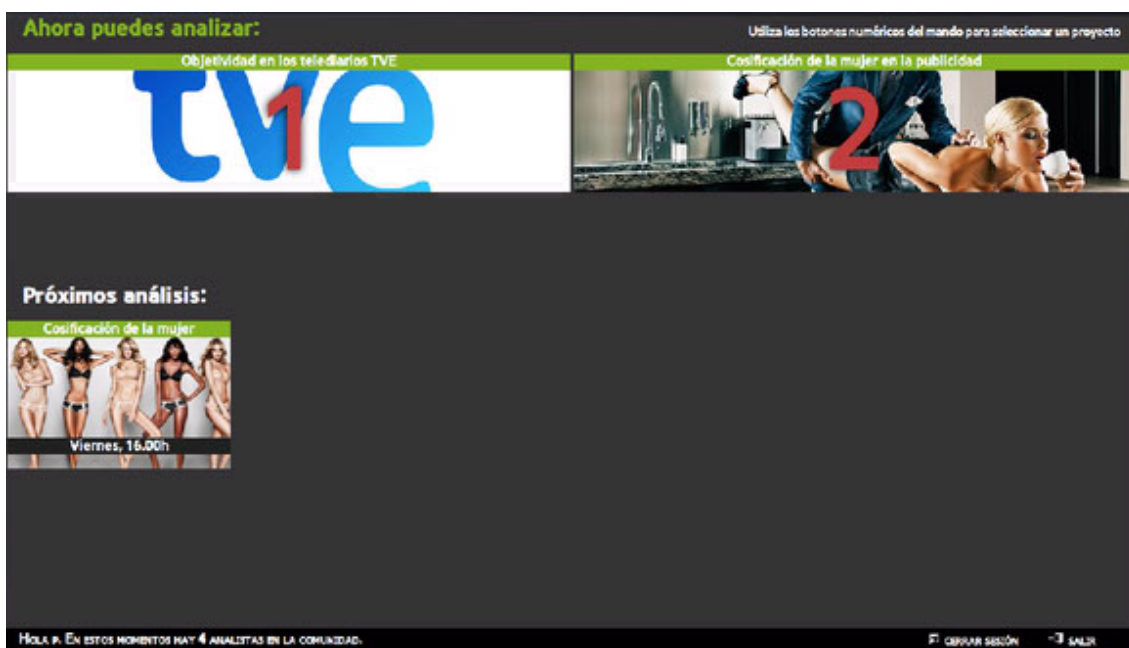 Ahora puedes analizar:
Utiliza los botones numéricos del mando para seleccionar un proyecto
Objetividad en los telediarios TVE
Cosificación de la mujer en la publicidad
tve
1
2
Próximos análisis:
Cosificación de la mujer
Viernes, 16.00h
HOLA P. EN ESTOS MOMENTOS HAY 4 ANALISTAS EN LA COMUNIDAD.
CERRAR SESIÓN
SALIR